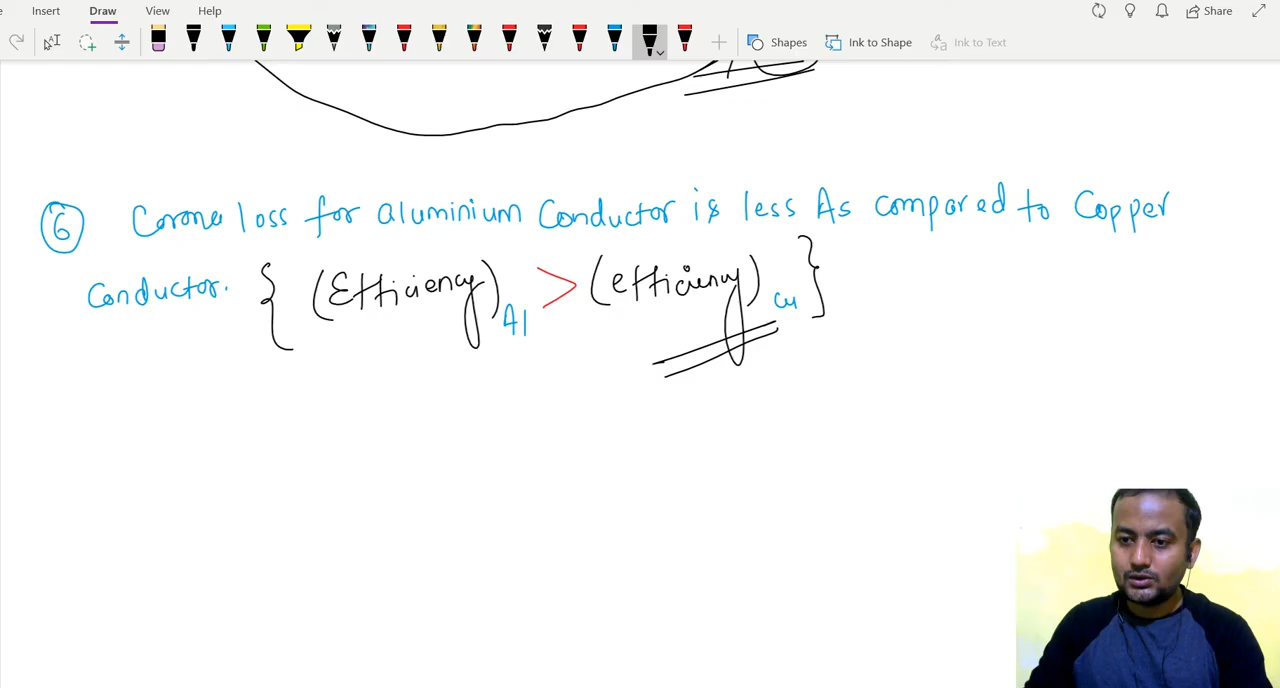 Insert Draw View Help
Share
Shapes Ink to Shape Ink to Text
6 Corona loss for aluminium Conductor is less As compared to Copper
Conductor. { (Efficiency)Al > (efficiency)Cu }